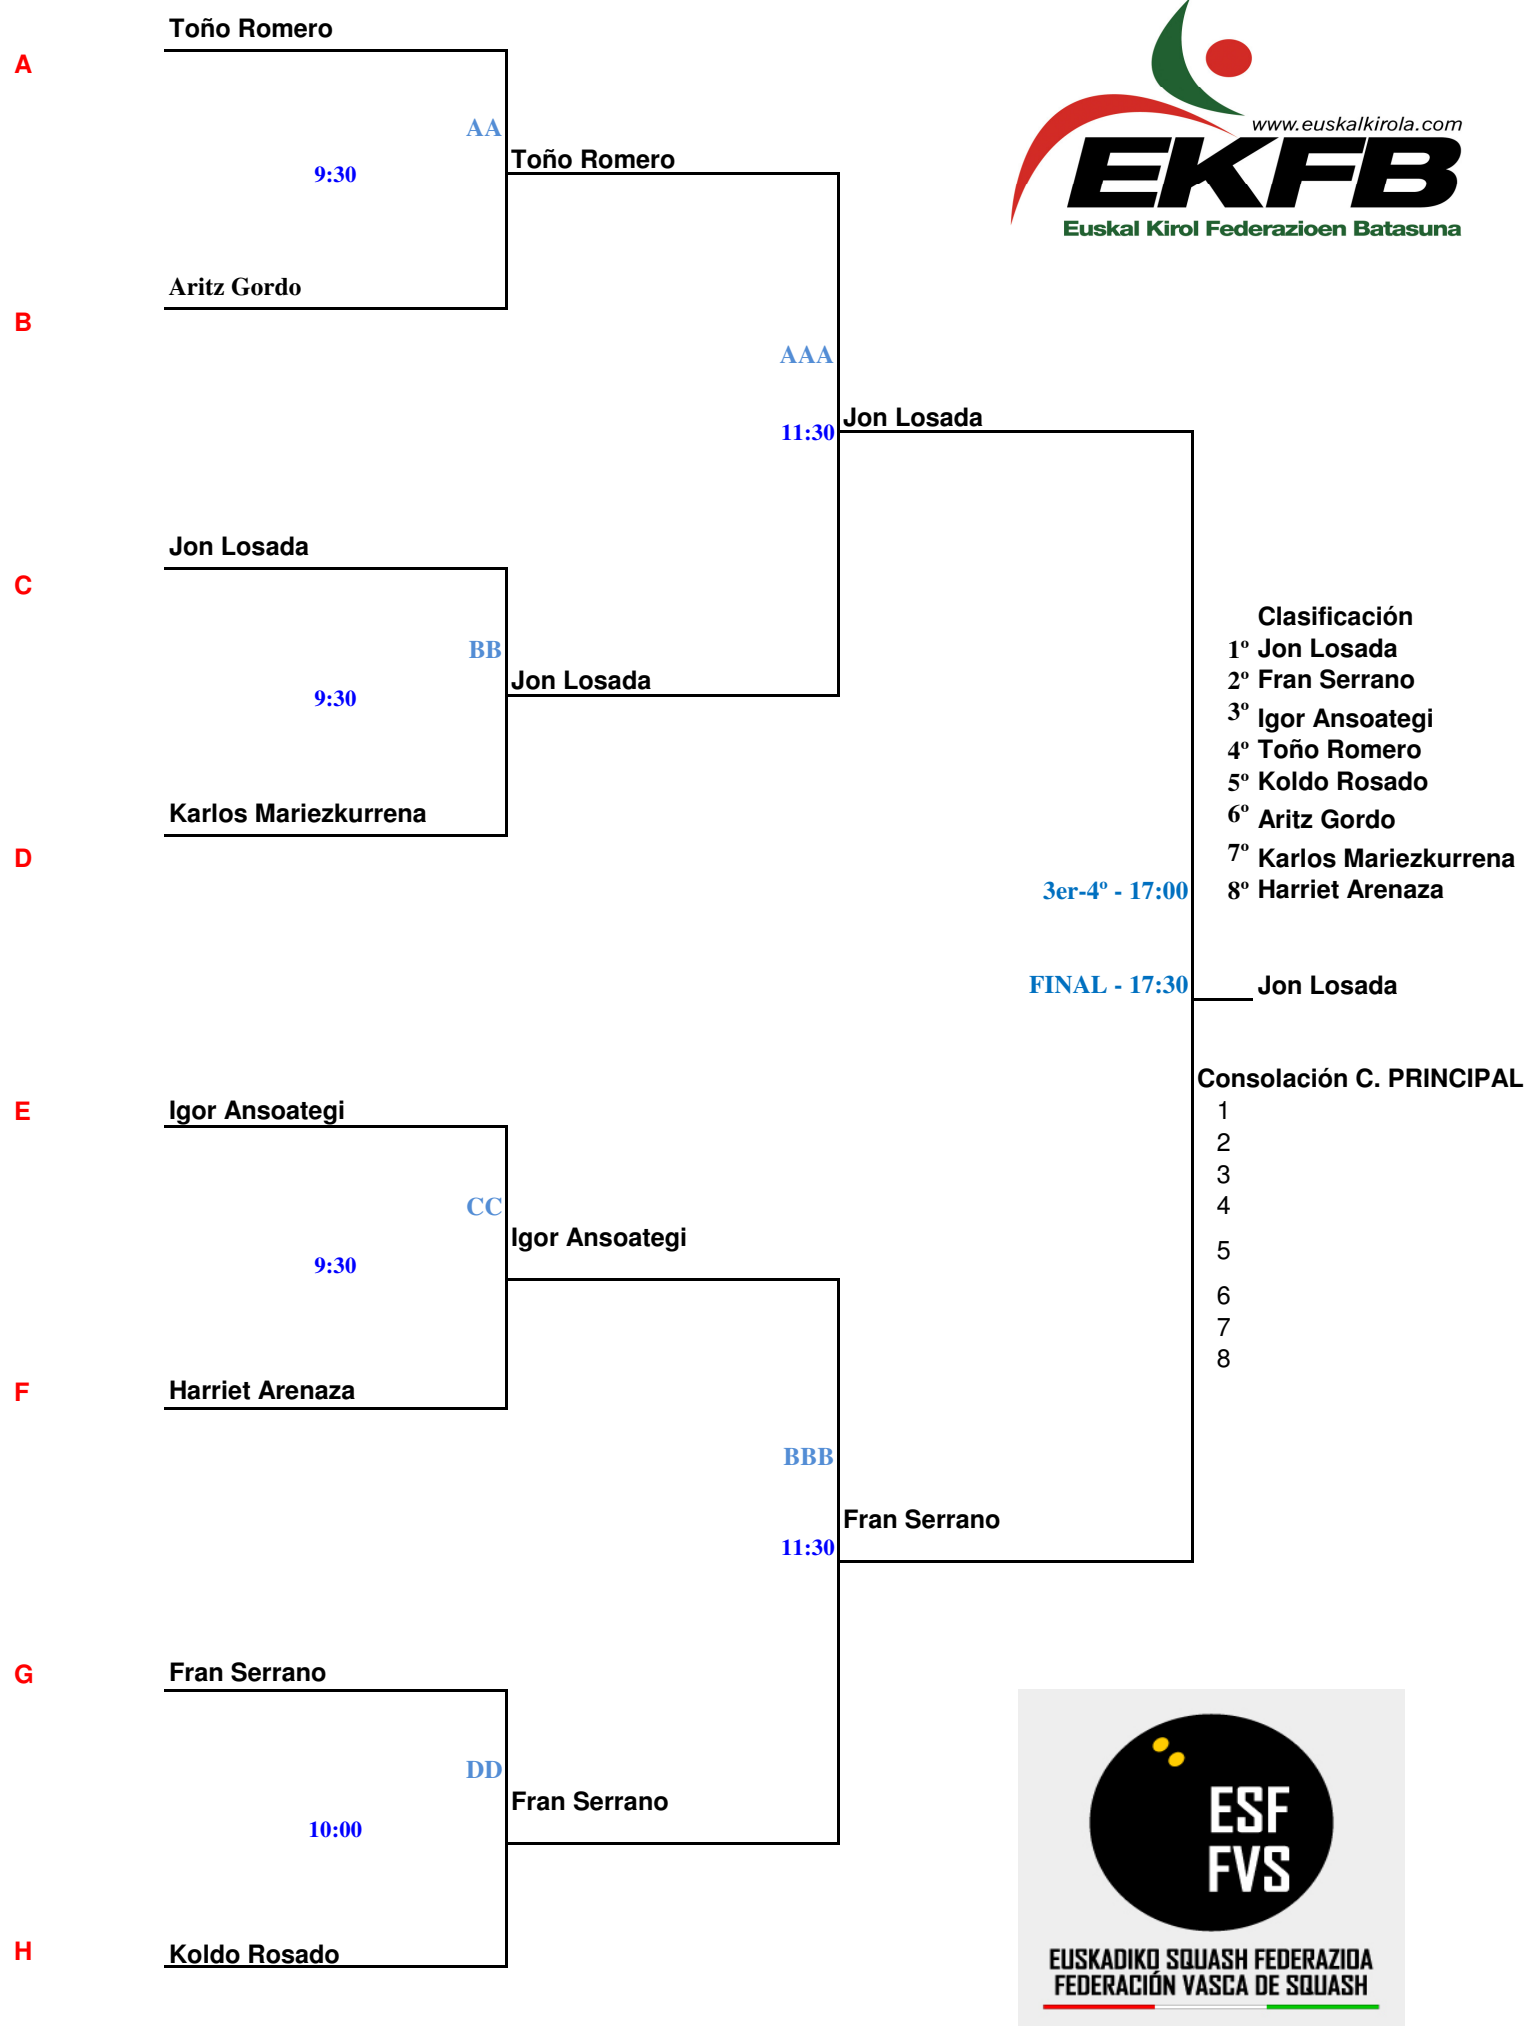 Toño Romero
A
www.euskalkirola.com
EKFB
Euskal Kirol Federazioen Batasuna
AA
Toño Romero
9:30
Aritz Gordo
B
AAA
Jon Losada
11:30
Jon Losada
C
BB
Jon Losada
9:30
Karlos Mariezkurrena
D
Clasificación
1º Jon Losada
2º Fran Serrano
3º Igor Ansoategi
4º Toño Romero
5º Koldo Rosado
6º Aritz Gordo
7º Karlos Mariezkurrena
8º Harriet Arenaza
3er-4º - 17:00
FINAL - 17:30
Jon Losada
Consolación C. PRINCIPAL
1
2
3
4
5
6
7
8
E
Igor Ansoategi
CC
Igor Ansoategi
9:30
F
Harriet Arenaza
BBB
Fran Serrano
11:30
G
Fran Serrano
DD
Fran Serrano
10:00
H
Koldo Rosado
ESF
FVS
EUSKADIKO SQUASH FEDERAZIOA
FEDERACIÓN VASCA DE SQUASH